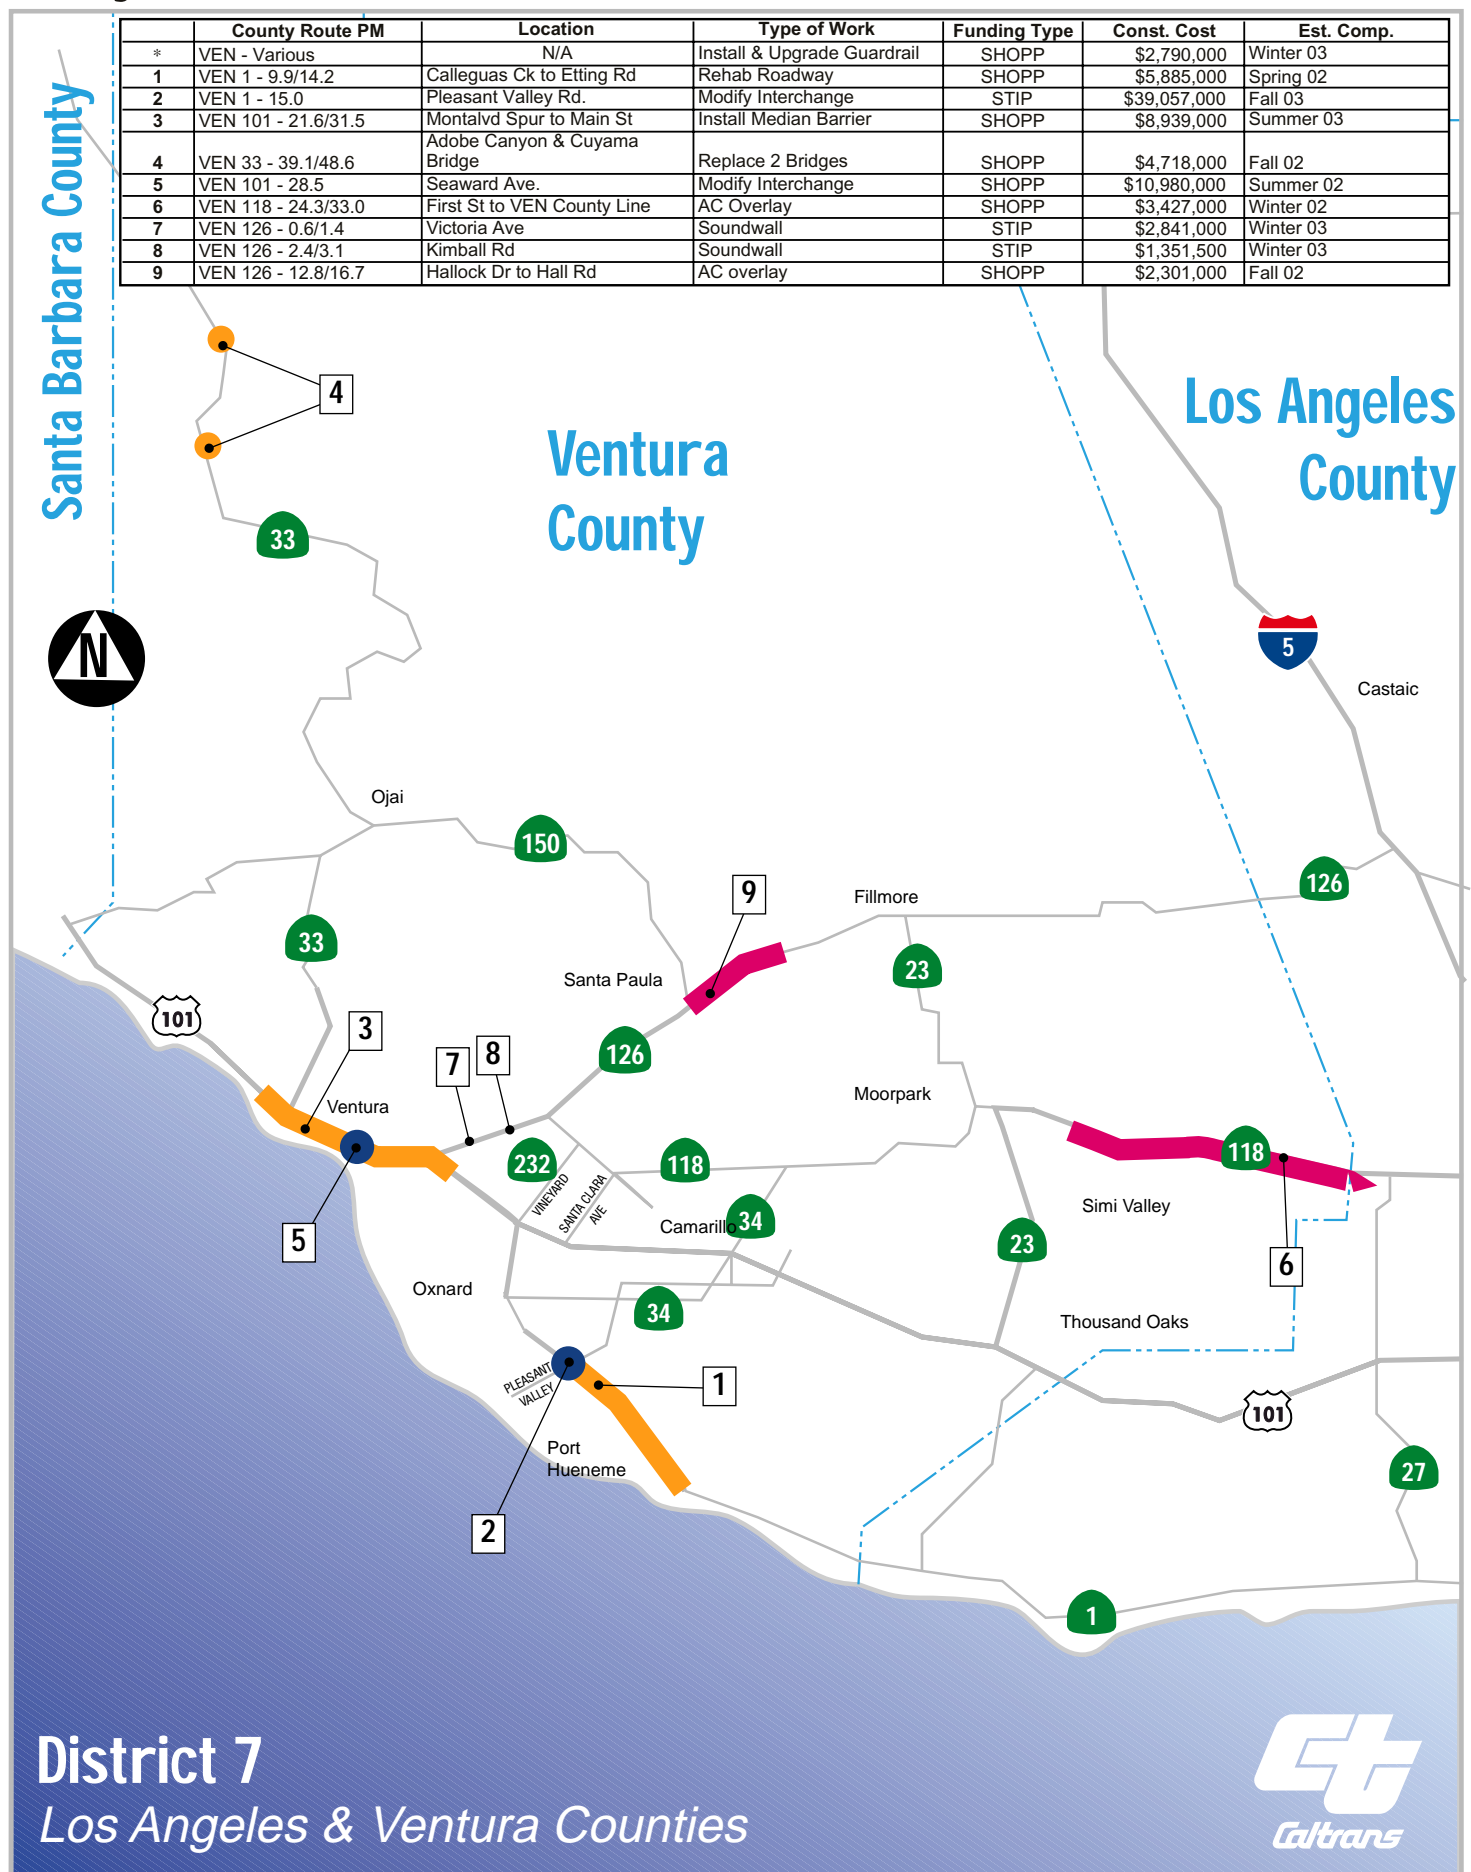 County Route PM Location Type of Work Funding Type Const. Cost Est. Comp.
* VEN - Various N/A Install & Upgrade Guardrail SHOPP $2,790,000 Winter 03
1 VEN 1 - 9.9/14.2 Calleguas Ck to Etting Rd Rehab Roadway SHOPP $5,885,000 Spring 02
2 VEN 1 - 15.0 Pleasant Valley Rd. Modify Interchange STIP $39,057,000 Fall 03
3 VEN 101 - 21.6/31.5 Montalvd Spur to Main St Install Median Barrier SHOPP $8,939,000 Summer 03
Adobe Canyon & Cuyama
4 VEN 33 - 39.1/48.6 Bridge Replace 2 Bridges SHOPP $4,718,000 Fall 02
5 VEN 101 - 28.5 Seaward Ave. Modify Interchange SHOPP $10,980,000 Summer 02
6 VEN 118 - 24.3/33.0 First St to VEN County Line AC Overlay SHOPP $3,427,000 Winter 02
7 VEN 126 - 0.6/1.4 Victoria Ave Soundwall STIP $2,841,000 Winter 03
8 VEN 126 - 2.4/3.1 Kimball Rd Soundwall STIP $1,351,500 Winter 03
9 VEN 126 - 12.8/16.7 Hallock Dr to Hall Rd AC overlay SHOPP $2,301,000 Fall 02
Santa Barbara County
4
Los Angeles
County
Ventura
County
33
N
5
Castaic
Ojai
150
126
9
Fillmore
33
23
Santa Paula
101
3
7
8
126
Moorpark
Ventura
232
118
118
VINEYARD
SANTA CLARA
AVE
Simi Valley
Camarillo
34
5
23
6
Oxnard
34
Thousand Oaks
PLEASANT
VALLEY
1
101
Port
Hueneme
27
2
1
District 7
Los Angeles & Ventura Counties
Caltrans